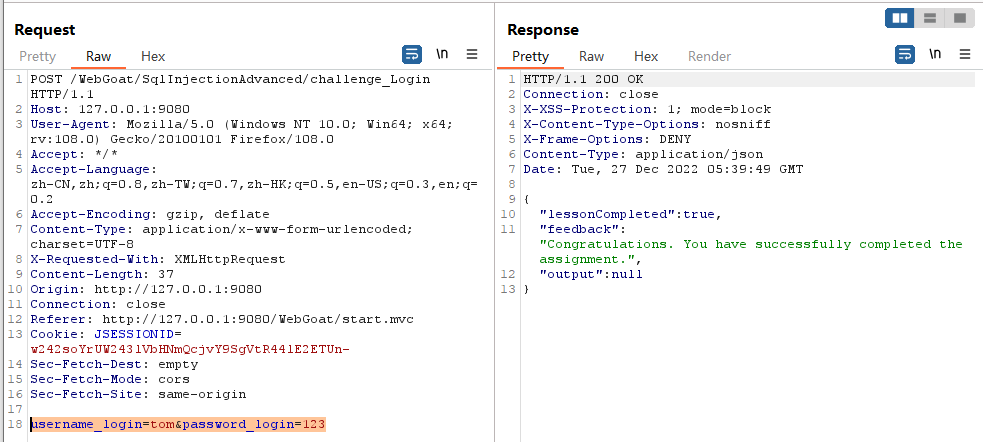 Request
Pretty Raw Hex \n
1 POST /WebGoat/SqlInjectionAdvanced/challenge_Login
HTTP/1.1
2 Host: 127.0.0.1:9080
3 User-Agent: Mozilla/5.0 (Windows NT 10.0; Win64; x64;
rv:108.0) Gecko/20100101 Firefox/108.0
4 Accept: */*
5 Accept-Language:
zh-CN,zh;q=0.8,zh-TW;q=0.7,zh-HK;q=0.5,en-US;q=0.3,en;q=
0.2
6 Accept-Encoding: gzip, deflate
7 Content-Type: application/x-www-form-urlencoded;
charset=UTF-8
8 X-Requested-With: XMLHttpRequest
9 Content-Length: 37
10 Origin: http://127.0.0.1:9080
11 Connection: close
12 Referer: http://127.0.0.1:9080/WebGoat/start.mvc
13 Cookie: JSESSIONID=
w242soYrUW243lVbHNmQcjvY9SgVtR44lE2ETUn-
14 Sec-Fetch-Dest: empty
15 Sec-Fetch-Mode: cors
16 Sec-Fetch-Site: same-origin
17
18 username_login=tom&password_login=123
Response
Pretty Raw Hex Render \n
1 HTTP/1.1 200 OK
2 Connection: close
3 X-XSS-Protection: 1; mode=block
4 X-Content-Type-Options: nosniff
5 X-Frame-Options: DENY
6 Content-Type: application/json
7 Date: Tue, 27 Dec 2022 05:39:49 GMT
8
9 {
10 "lessonCompleted":true,
11 "feedback":
"Congratulations. You have successfully completed the
assignment.",
12 "output":null
13 }